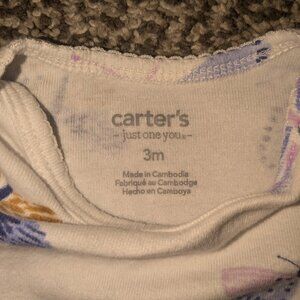 carter's
- just one you® -
3m
Made in Cambodia
Fabriqué au Cambodge
Hecho en Camboya